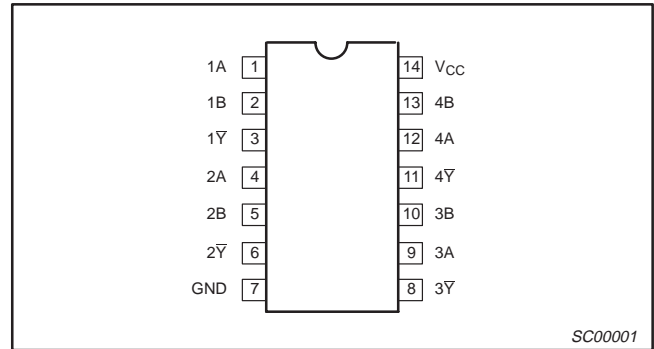 1A 1 14 V_CC
1B 2 13 4B
1Y̅ 3 12 4A
2A 4 11 4Y̅
2B 5 10 3B
2Y̅ 6 9 3A
GND 7 8 3Y̅
SC00001